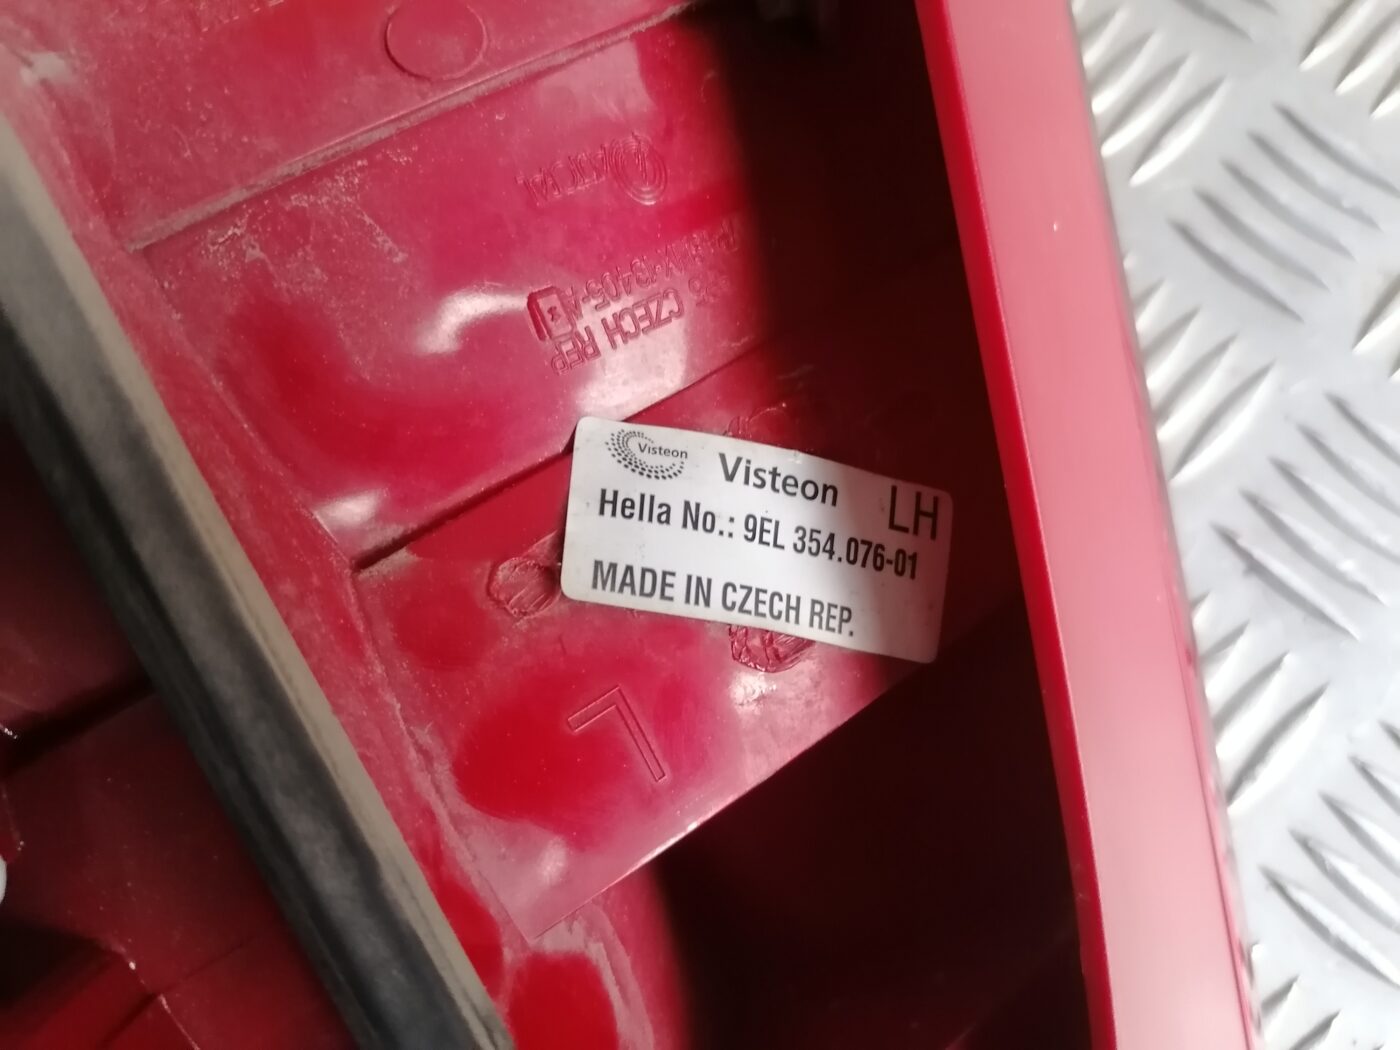 Visteon
Visteon LH
Hella No.: 9EL 354.076-01
MADE IN CZECH REP.
CZECH REP
L